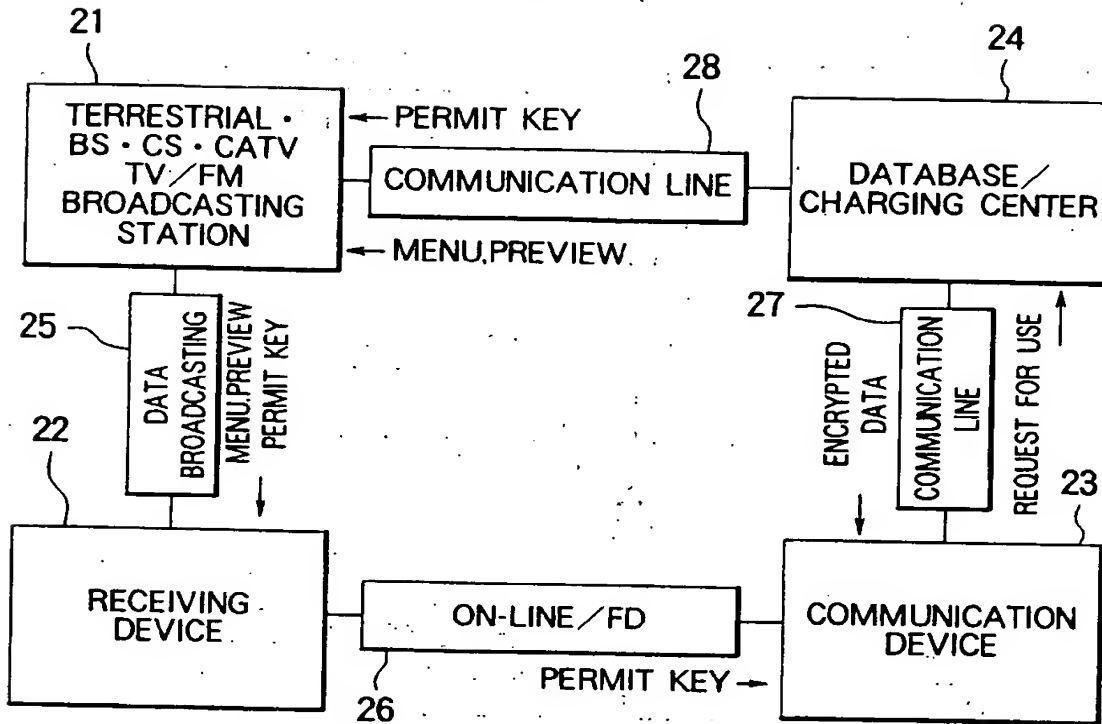 21
TERRESTRIAL・
BS・CS・CATV
TV/FM
BROADCASTING
STATION
← PERMIT KEY
28
COMMUNICATION LINE
← MENU.PREVIEW
24
DATABASE/
CHARGING CENTER
25
DATA
BROADCASTING
MENU.PREVIEW
PERMIT KEY
↓
27
ENCRYPTED
DATA
↓
COMMUNICATION
LINE
REQUEST FOR USE
↑
22
RECEIVING
DEVICE
ON-LINE/FD
26
PERMIT KEY →
23
COMMUNICATION
DEVICE